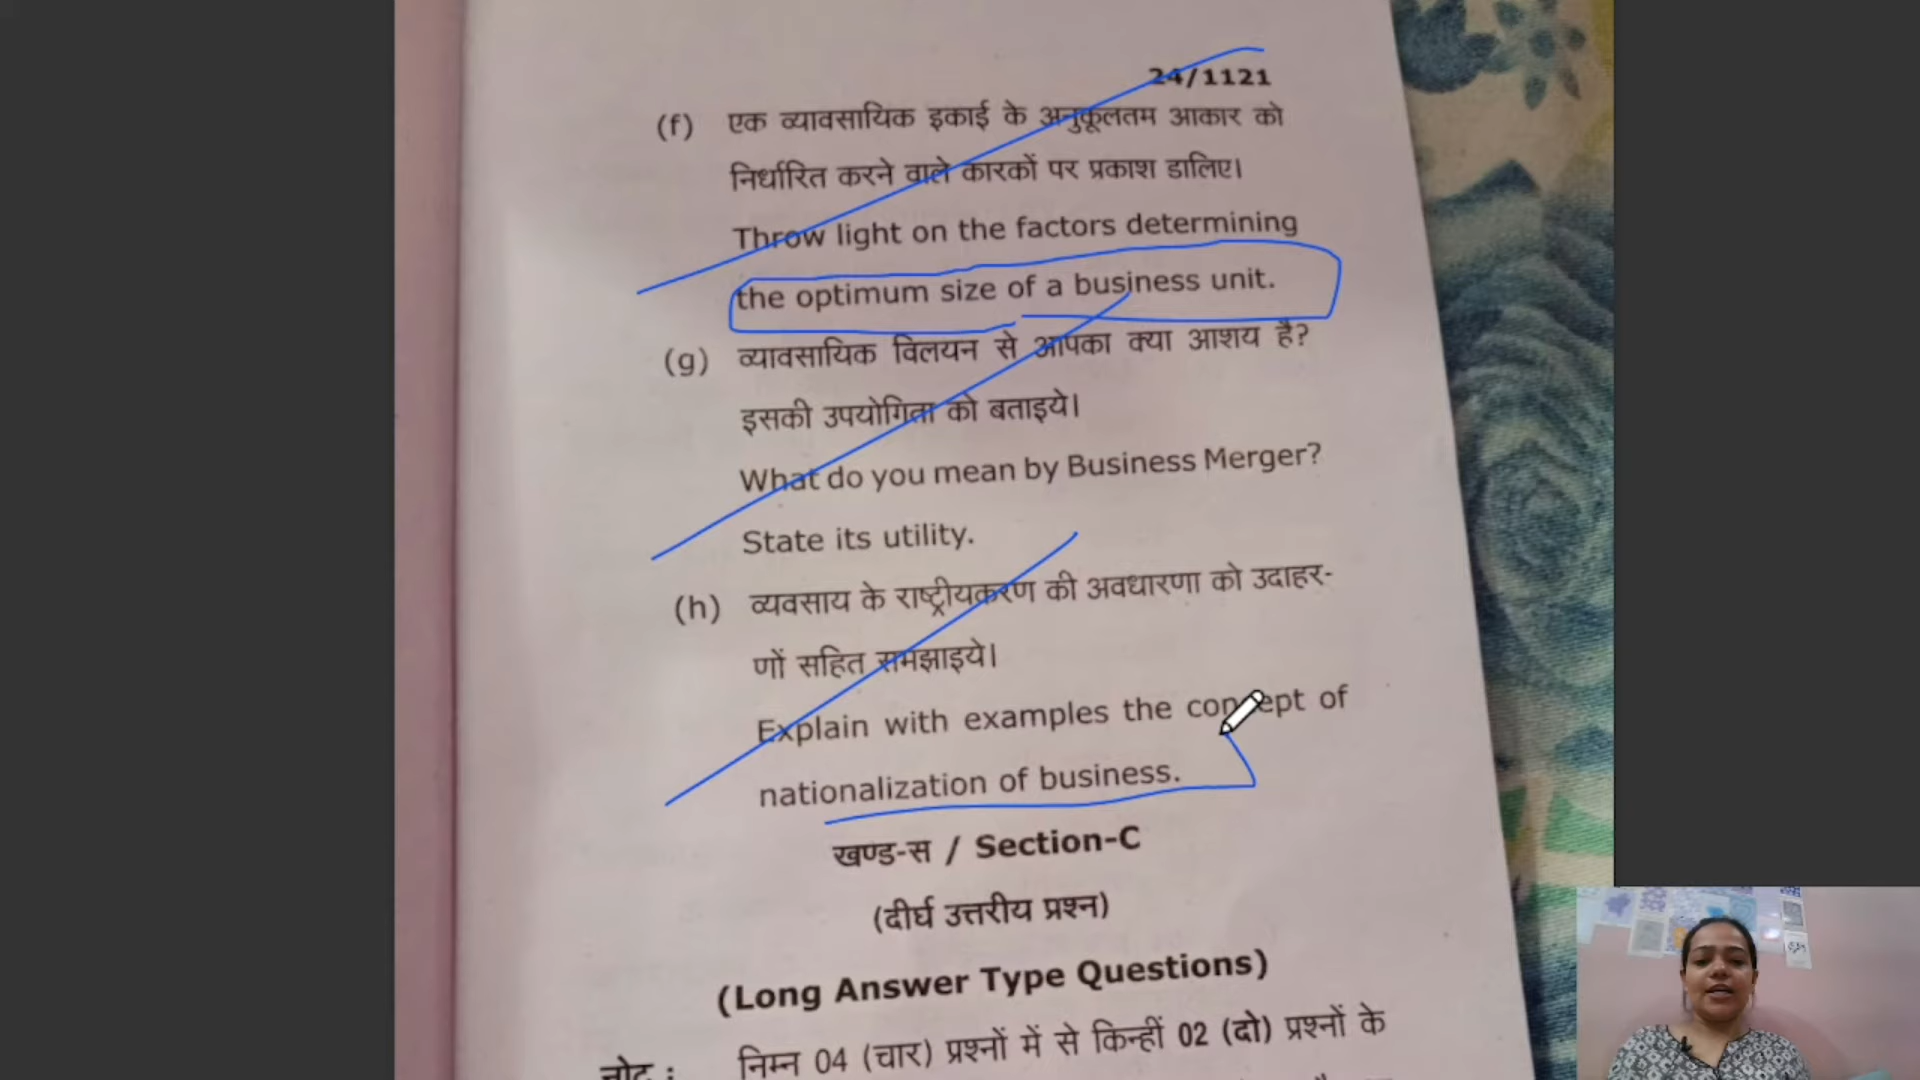 24/1121
(f) एक व्यावसायिक इकाई के अनुकूलतम आकार को
निर्धारित करने वाले कारकों पर प्रकाश डालिए।
Throw light on the factors determining
the optimum size of a business unit.
(g) व्यावसायिक विलयन से आपका क्या आशय है?
इसकी उपयोगिता को बताइये।
What do you mean by Business Merger?
State its utility.
(h) व्यवसाय के राष्ट्रीयकरण की अवधारणा को उदाहर-
णों सहित समझाइये।
Explain with examples the concept of
nationalization of business.
खण्ड-स / Section-C
(दीर्घ उत्तरीय प्रश्न)
(Long Answer Type Questions)
नोट : निम्न 04 (चार) प्रश्नों में से किन्हीं 02 (दो) प्रश्नों के